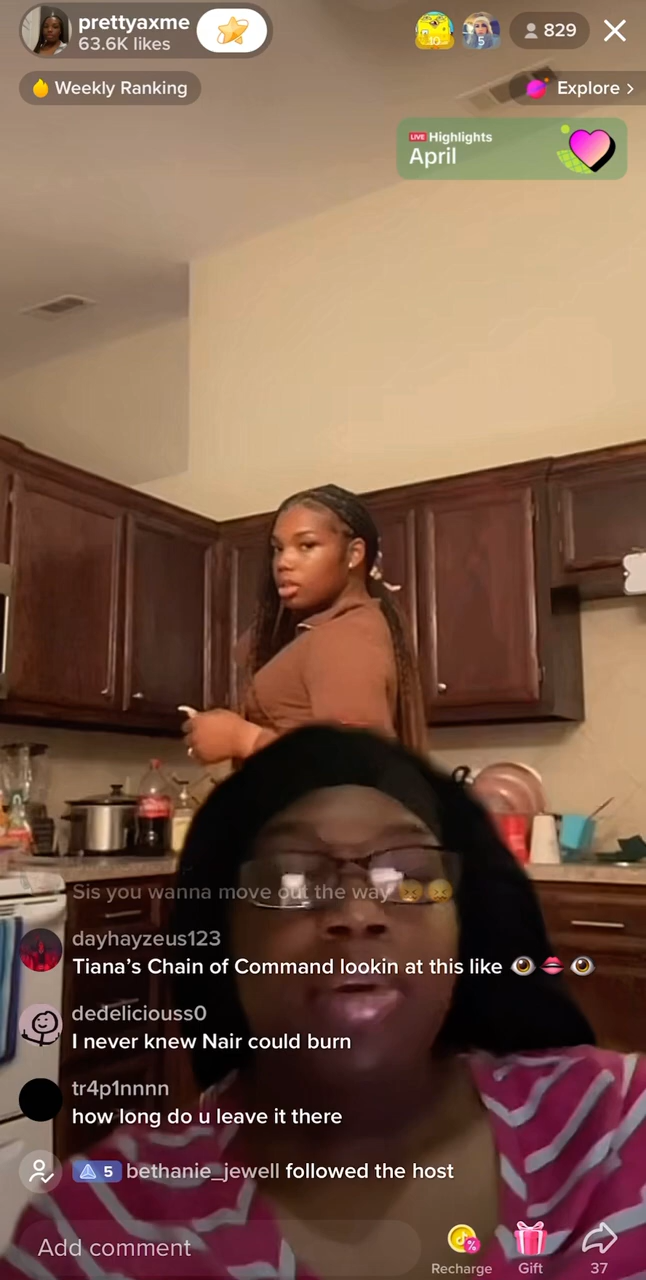 prettyaxme
63.6K likes
10
5
829
Weekly Ranking
Explore >
LIVE Highlights
April
Sis you wanna move out the way 😖😖
dayhayzeus123
Tiana’s Chain of Command lookin at this like 👁️👄👁️
dedeliciouss0
I never knew Nair could burn
tr4p1nnnn
how long do u leave it there
5 bethanie_jewell followed the host
Add comment
Recharge
Gift
37